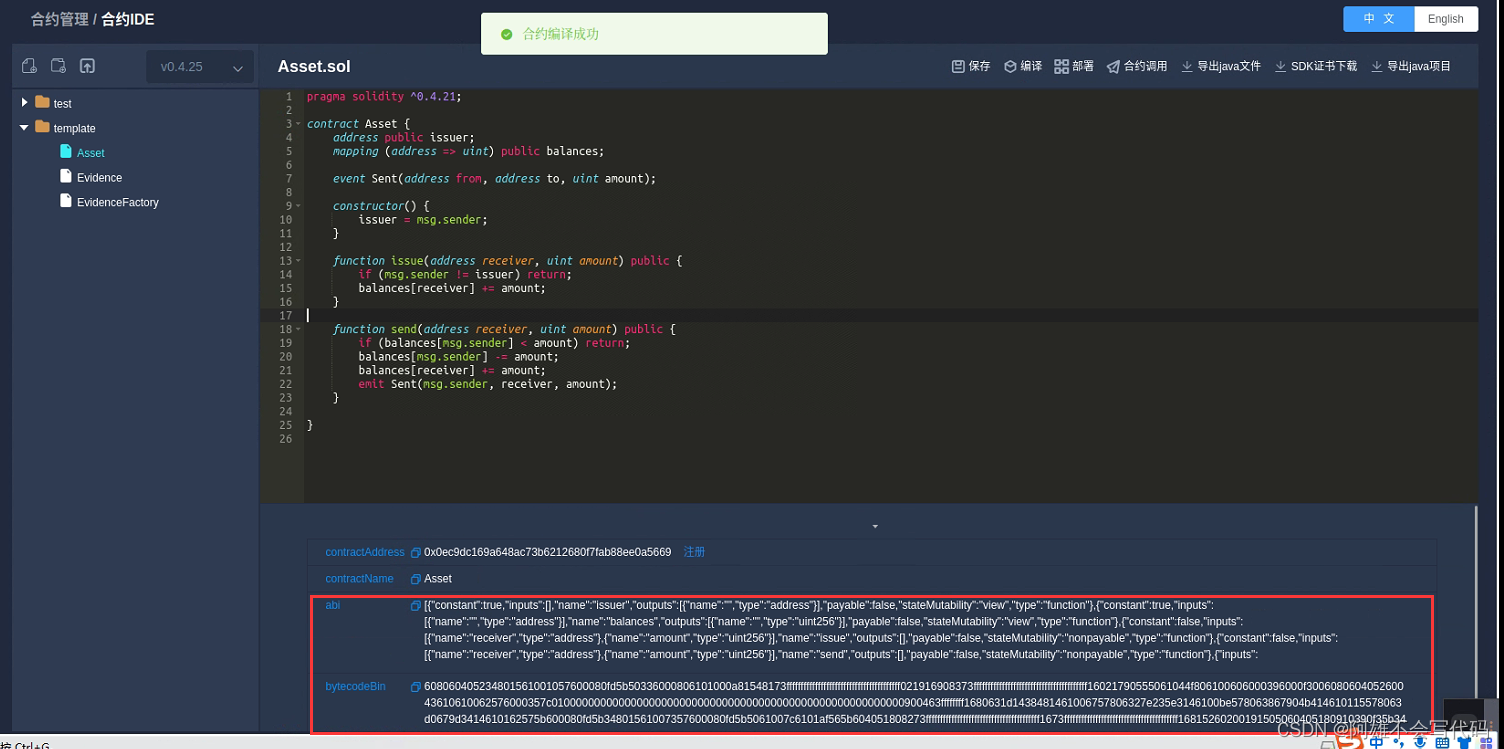 合约管理 / 合约IDE
合约编译成功
中 文 English
v0.4.25
Asset.sol
保存 编译 部署 合约调用 导出java文件 SDK证书下载 导出java项目
test
template
Asset
Evidence
EvidenceFactory
1 pragma solidity ^0.4.21;
2
3 contract Asset {
4 address public issuer;
5 mapping (address => uint) public balances;
6
7 event Sent(address from, address to, uint amount);
8
9 constructor() {
10 issuer = msg.sender;
11 }
12
13 function issue(address receiver, uint amount) public {
14 if (msg.sender != issuer) return;
15 balances[receiver] += amount;
16 }
17
18 function send(address receiver, uint amount) public {
19 if (balances[msg.sender] < amount) return;
20 balances[msg.sender] -= amount;
21 balances[receiver] += amount;
22 emit Sent(msg.sender, receiver, amount);
23 }
24
25 }
26
contractAddress 0x0ec9dc169a648ac73b6212680f7fab88ee0a5669 注册
contractName Asset
abi [{"constant":true,"inputs":[],"name":"issuer","outputs":[{"name":"","type":"address"}],"payable":false,"stateMutability":"view","type":"function"},{"constant":true,"inputs":
[{"name":"","type":"address"}],"name":"balances","outputs":[{"name":"","type":"uint256"}],"payable":false,"stateMutability":"view","type":"function"},{"constant":false,"inputs":
[{"name":"receiver","type":"address"},{"name":"amount","type":"uint256"}],"name":"issue","outputs":[],"payable":false,"stateMutability":"nonpayable","type":"function"},{"constant":false,"inputs":
[{"name":"receiver","type":"address"},{"name":"amount","type":"uint256"}],"name":"send","outputs":[],"payable":false,"stateMutability":"nonpayable","type":"function"},{"inputs":
bytecodeBin
CSDN @阿雄不会写代码
按 Ctrl+G
中